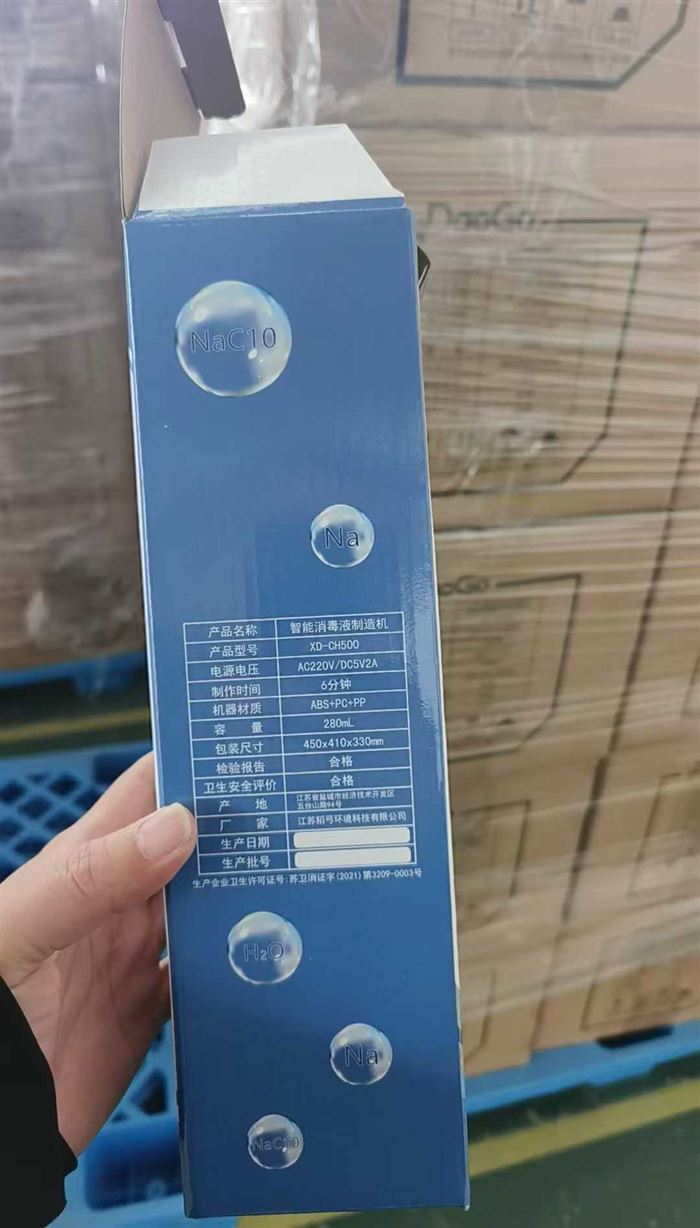 DaoGo
NaC10
Na
产品名称 智能消毒液制造机
产品型号 XD-CH500
电源电压 AC220V/DC5V2A
制作时间 6分钟
机器材质 ABS+PC+PP
容 量 280mL
包装尺寸 450x410x330mm
检验报告 合格
卫生安全评价 合格
产 地 江苏省盐城市经济技术开发区
五台山路94号
厂 家 江苏稻弓环境科技有限公司
生产日期
生产批号
生产企业卫生许可证号:苏卫消证字(2021)第3209-0003号
H₂O
Na
NaC10